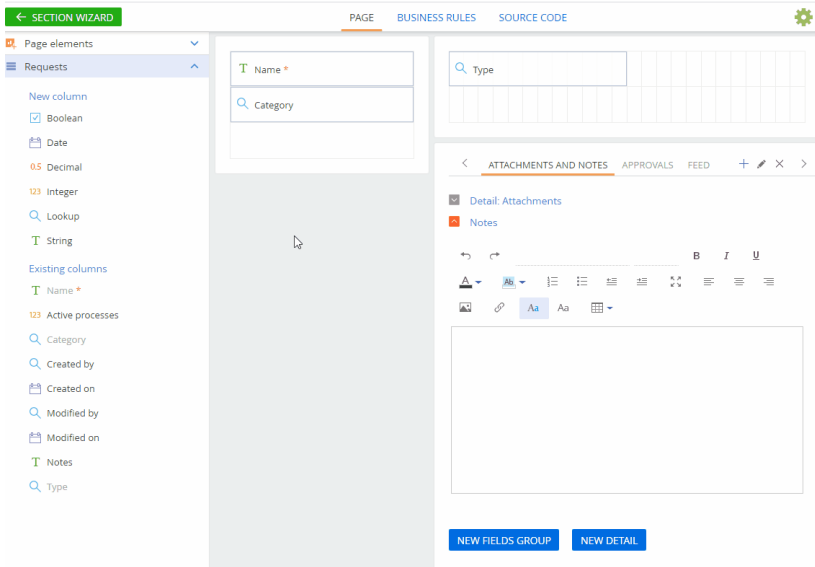 SECTION WIZARD
PAGE BUSINESS RULES SOURCE CODE
Page elements
Requests
New column
Boolean
Date
0.5 Decimal
123 Integer
Lookup
T String
Existing columns
T Name *
123 Active processes
Category
Created by
Created on
Modified by
Modified on
T Notes
Type
T Name *
Category
Type
ATTACHMENTS AND NOTES APPROVALS FEED
Detail: Attachments
Notes
B I U
A Ab
Aa Aa
NEW FIELDS GROUP NEW DETAIL